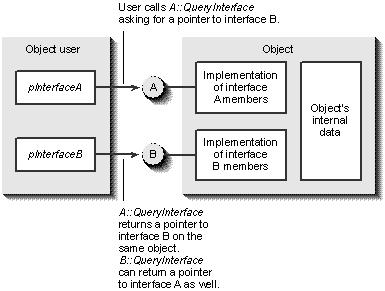 User calls A::QueryInterface
asking for a pointer to interface B.
Object user
Object
pInterfaceA
A
Implementation
of interface
A members
Object's
internal
data
pInterfaceB
B
Implementation
of interface
B members
A::QueryInterface
returns a pointer to
interface B on the
same object.
B::QueryInterface
can return a pointer
to interface A as well.